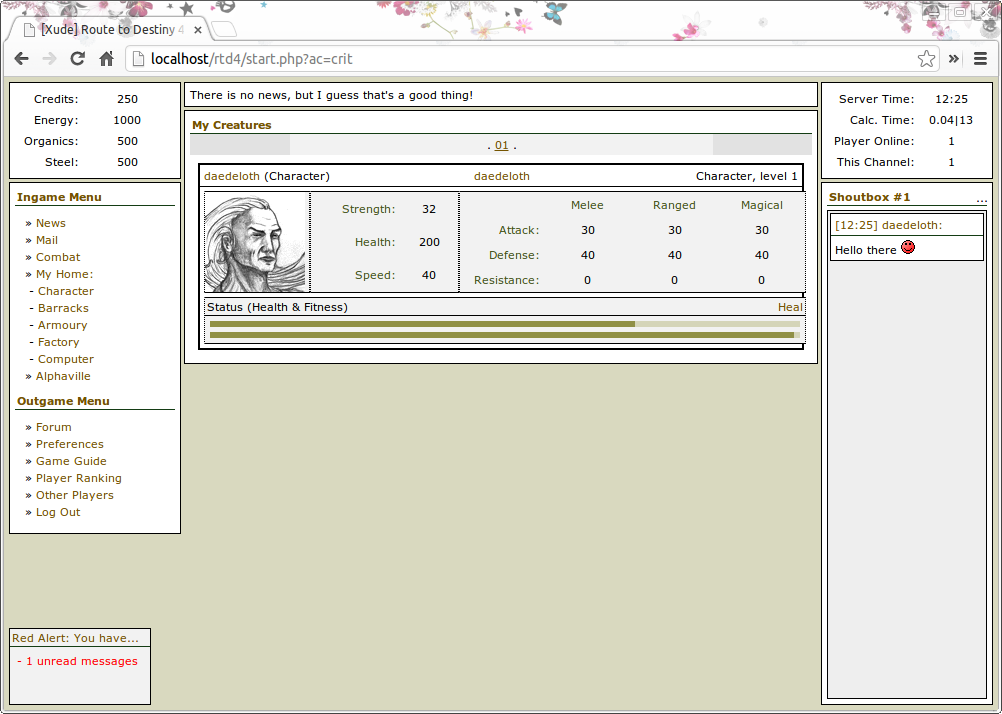 [Xude] Route to Destiny 4
localhost/rtd4/start.php?ac=crit
Credits: 250
Energy: 1000
Organics: 500
Steel: 500
Ingame Menu
» News
» Mail
» Combat
» My Home:
- Character
- Barracks
- Armoury
- Factory
- Computer
» Alphaville
Outgame Menu
» Forum
» Preferences
» Game Guide
» Player Ranking
» Other Players
» Log Out
Red Alert: You have...
- 1 unread messages
There is no news, but I guess that's a good thing!
My Creatures
. 01 .
daedeloth (Character) daedeloth Character, level 1
Strength: 32
Health: 200
Speed: 40
Melee Ranged Magical
Attack: 30 30 30
Defense: 40 40 40
Resistance: 0 0 0
Status (Health & Fitness) Heal
Server Time: 12:25
Calc. Time: 0.04|13
Player Online: 1
This Channel: 1
Shoutbox #1 ...
[12:25] daedeloth:
Hello there